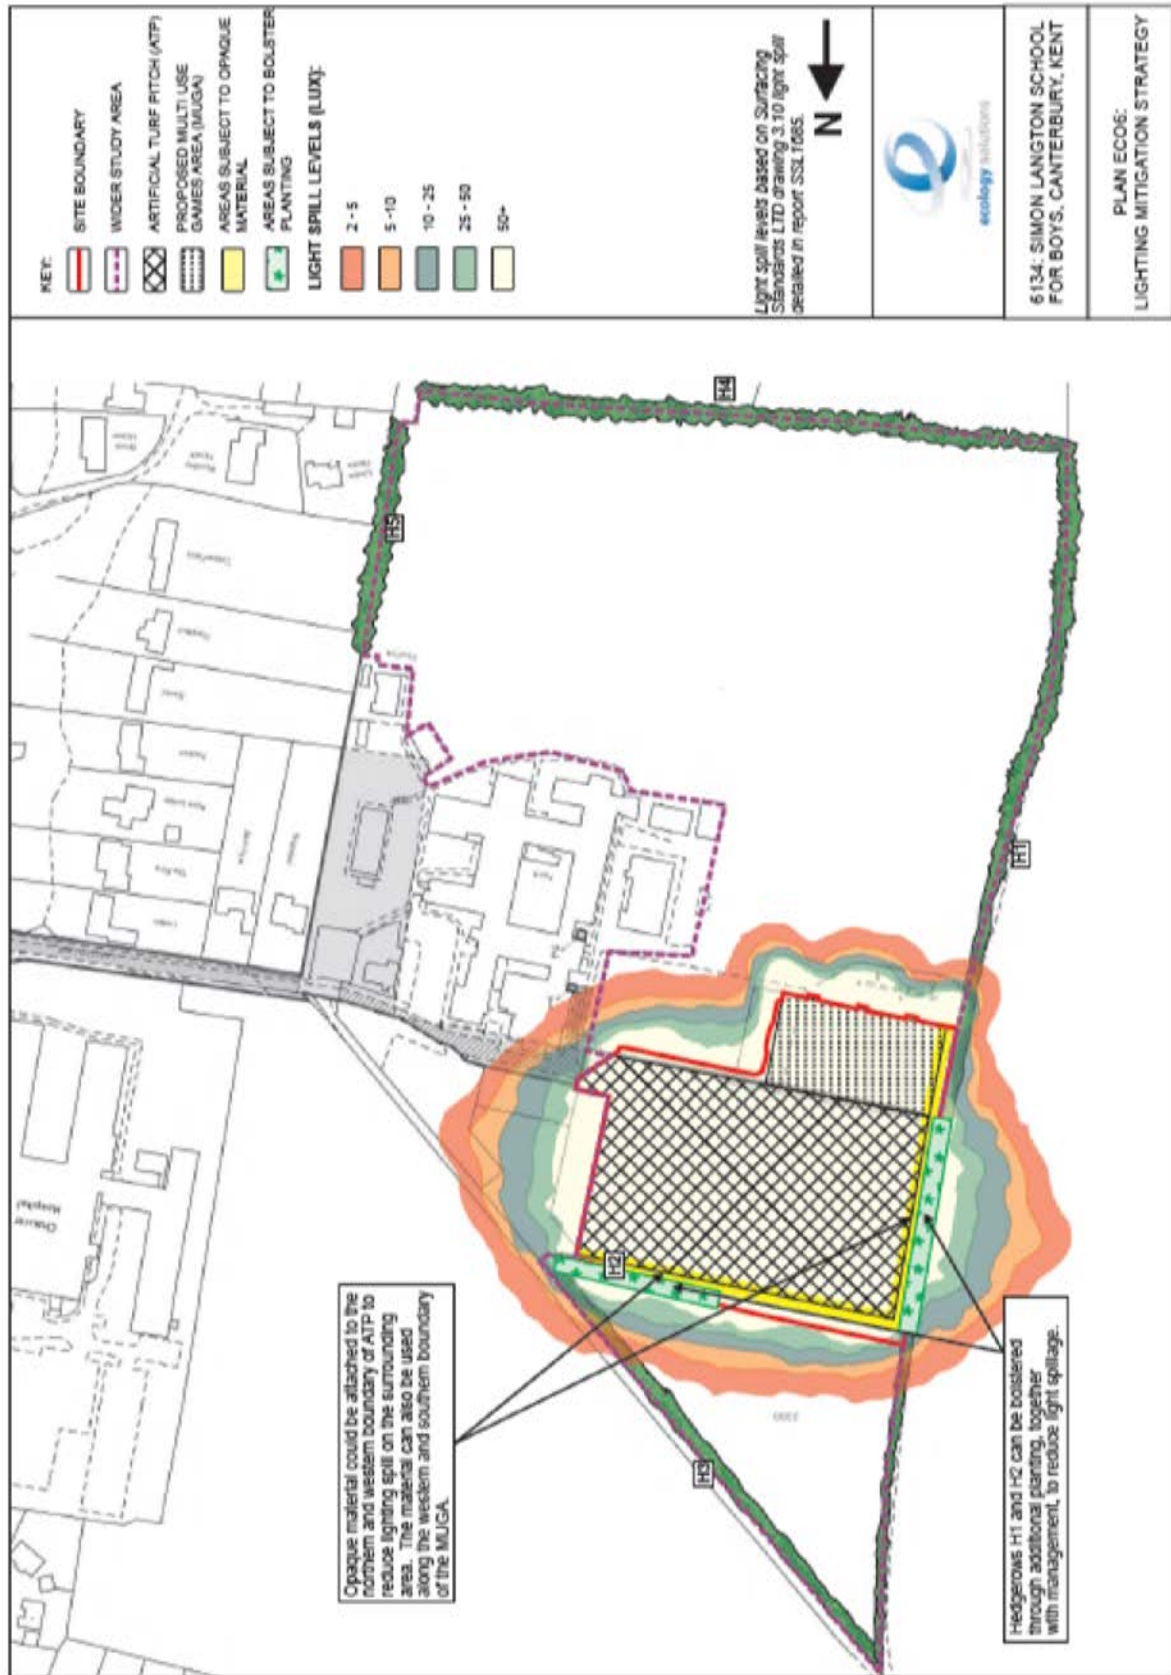 KEY:
SITE BOUNDARY
WIDER STUDY AREA
ARTIFICIAL TURF PITCH (ATP)
PROPOSED MULTI USE
GAMES AREA (MUGA)
AREAS SUBJECT TO OPAQUE
MATERIAL
AREAS SUBJECT TO BOLSTER
PLANTING
LIGHT SPILL LEVELS (LUX):
2 - 5
5 -10
10 - 25
25 - 50
50+
Light spill levels based on Surfacing
Standards LTD drawing 3.10 light spill
detailed in report SSL1685.
N
ecology solutions
6134: SIMON LANGTON SCHOOL
FOR BOYS, CANTERBURY, KENT
PLAN ECO6:
LIGHTING MITIGATION STRATEGY
Opaque material could be attached to the
northern and western boundary of ATP to
reduce lighting spill on the surrounding
area. The material can also be used
along the western and southern boundary
of the MUGA.
Hedgerows H1 and H2 can be bolstered
through additional planting, together
with management, to reduce light spillage.
H1
H2
H3
H4
H5
Chaucer
Hospital